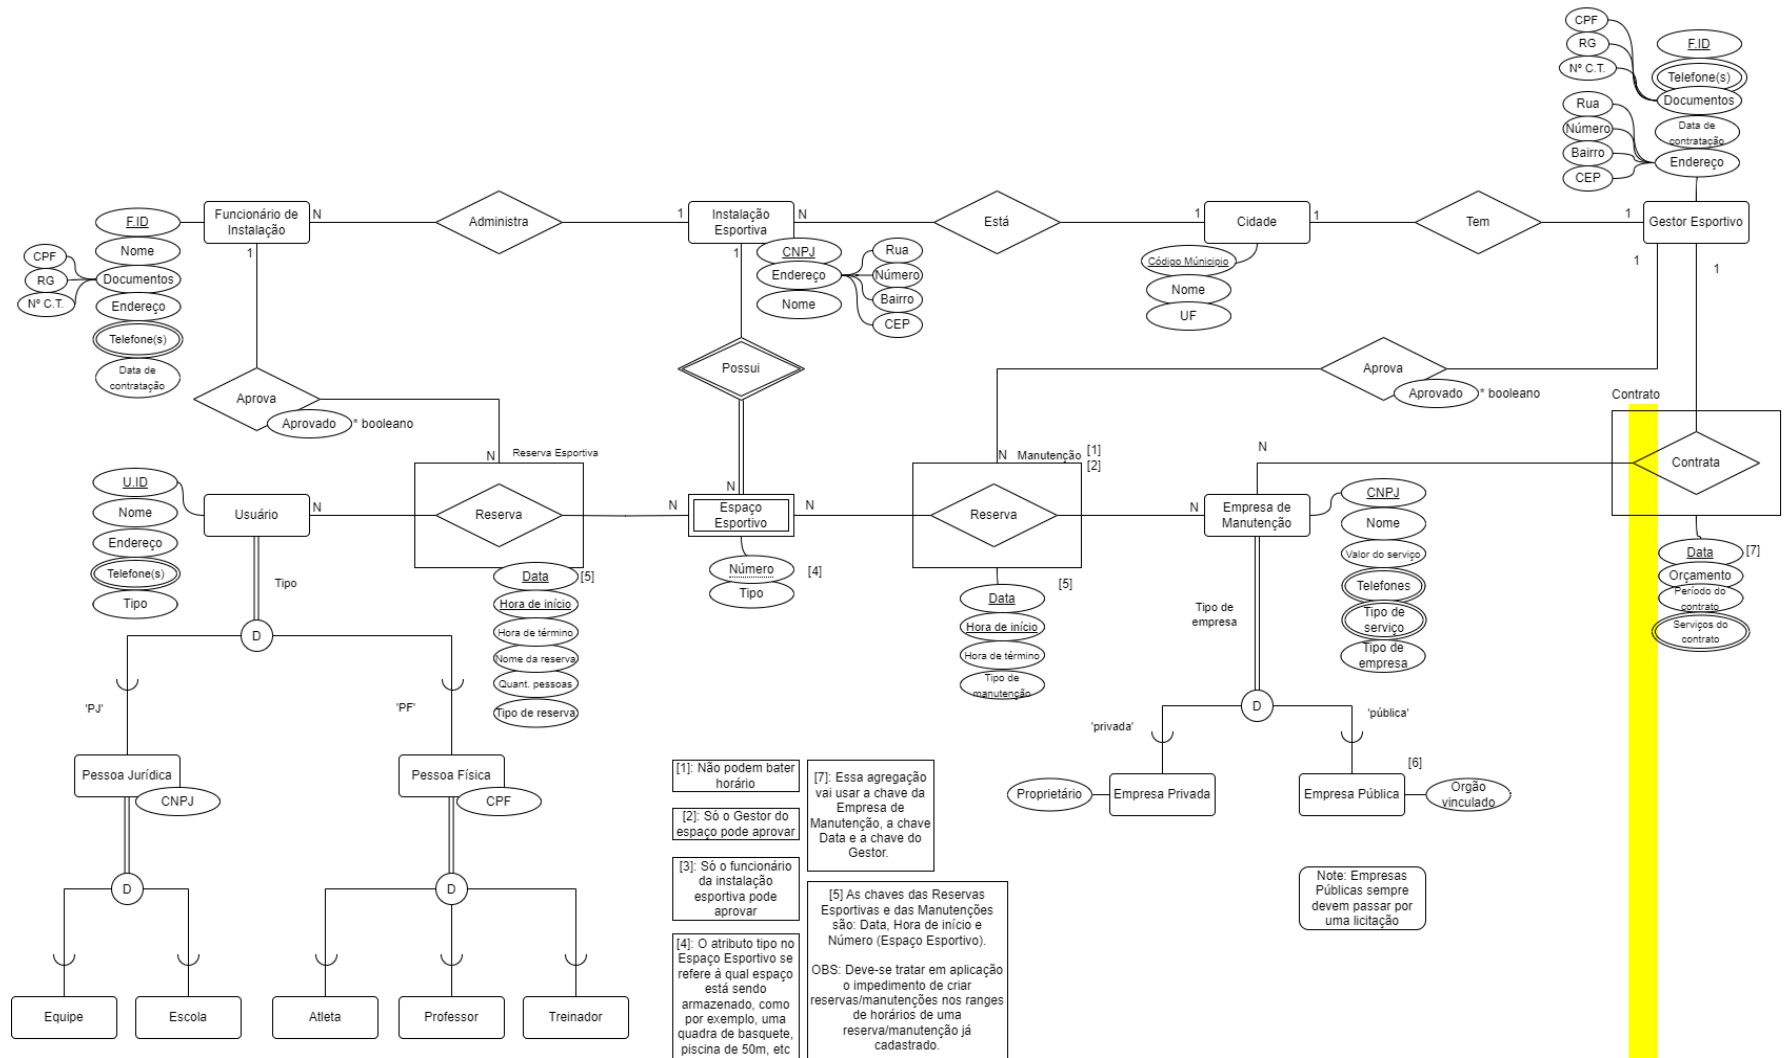 CPF
RG
Nº C.T.
F.ID
Telefone(s)
Documentos
Data de
contratação
Rua
Número
Bairro
CEP
Endereço
F.ID
Nome
Documentos
Endereço
Telefone(s)
Data de
contratação
CPF
RG
Nº C.T.
Funcionário de
Instalação
N
Administra
1
Instalação
Esportiva
N
Está
1
Cidade
1
Tem
1
Gestor Esportivo
1
1
1
1
CNPJ
Endereço
Nome
Rua
Número
Bairro
CEP
Código Múnicipio
Nome
UF
Possui
Aprova
Aprovado
* booleano
Aprova
Aprovado
* booleano
Contrato
N
Reserva Esportiva
N
N
Manutenção
[1]
[2]
N
Contrata
U.ID
Nome
Endereço
Telefone(s)
Tipo
Usuário
N
Reserva
N
Espaço
Esportivo
N
Reserva
N
Empresa de
Manutenção
CNPJ
Nome
Valor do serviço
Telefones
Tipo de
serviço
Tipo de
empresa
Data
[7]
Orçamento
Período do
contrato
Serviços do
contrato
Tipo
Data
[5]
Hora de início
Hora de término
Nome da reserva
Quant. pessoas
Tipo de reserva
Número
Tipo
[4]
Data
[5]
Hora de início
Hora de término
Tipo de
manutenção
Tipo de
empresa
D
D
'PJ'
'PF'
'privada'
'pública'
Pessoa Jurídica
CNPJ
Pessoa Física
CPF
Proprietário
Empresa Privada
Empresa Pública
[6]
Orgão
vinculado
[1]: Não podem bater
horário
[2]: Só o Gestor do
espaço pode aprovar
[3]: Só o funcionário
da instalação
esportiva pode
aprovar
[4]: O atributo tipo no
Espaço Esportivo se
refere à qual espaço
está sendo
armazenado, como
por exemplo, uma
quadra de basquete,
piscina de 50m, etc
[7]: Essa agregação
vai usar a chave da
Empresa de
Manutenção, a chave
Data e a chave do
Gestor.
[5] As chaves das Reservas
Esportivas e das Manutenções
são: Data, Hora de início e
Número (Espaço Esportivo).
OBS: Deve-se tratar em aplicação
o impedimento de criar
reservas/manutenções nos ranges
de horários de uma
reserva/manutenção já
cadastrado.
Note: Empresas
Públicas sempre
devem passar por
uma licitação
D
D
Equipe
Escola
Atleta
Professor
Treinador